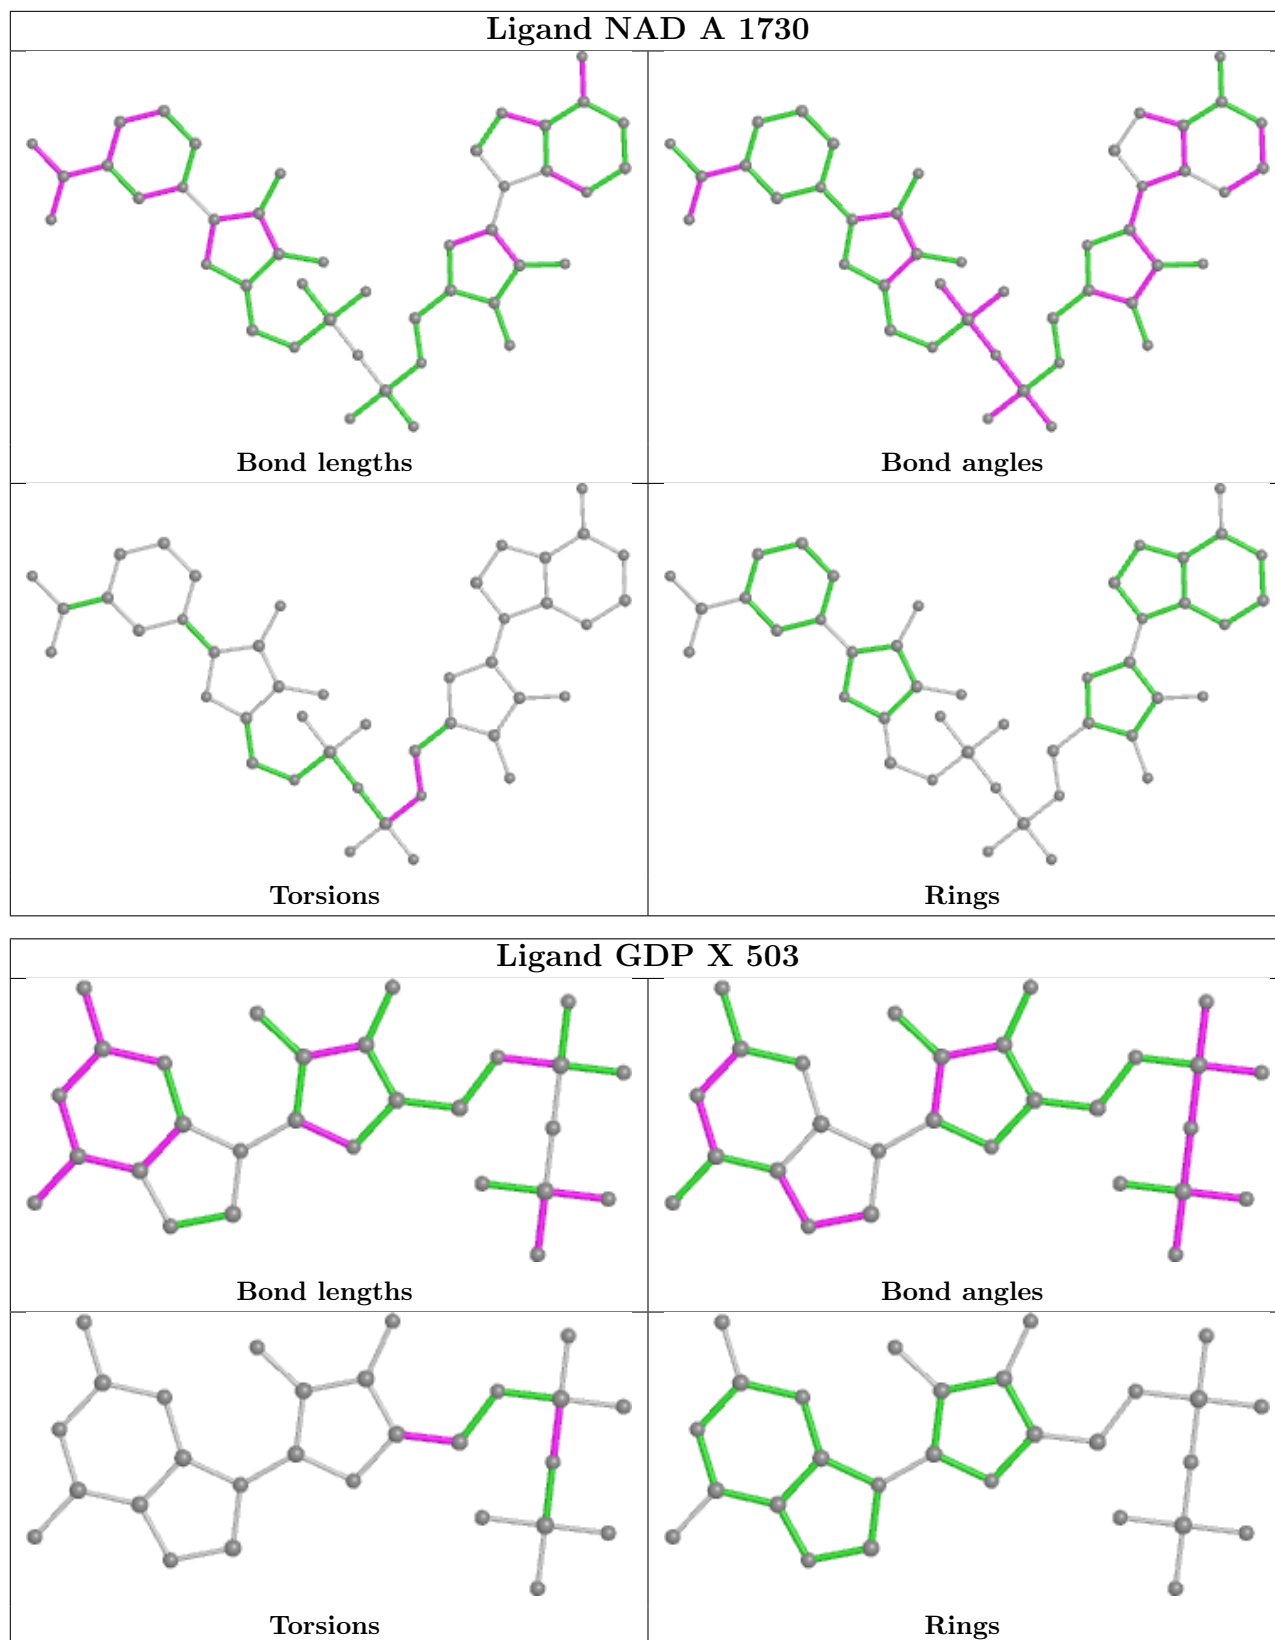 Ligand NAD A 1730
Bond lengths
Bond angles
Torsions
Rings
Ligand GDP X 503
Bond lengths
Bond angles
Torsions
Rings